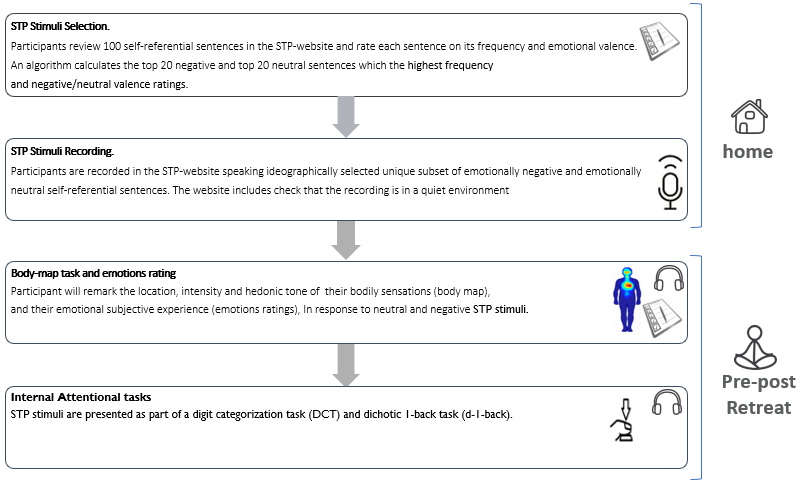 STP Stimuli Selection.
Participants review 100 self-referential sentences in the STP-website and rate each sentence on its frequency and emotional valence.
An algorithm calculates the top 20 negative and top 20 neutral sentences which the highest frequency
and negative/neutral valence ratings.
home
STP Stimuli Recording.
Participants are recorded in the STP-website speaking ideographically selected unique subset of emotionally negative and emotionally
neutral self-referential sentences. The website includes check that the recording is in a quiet environment
Body-map task and emotions rating
Participant will remark the location, intensity and hedonic tone of their bodily sensations (body map),
and their emotional subjective experience (emotions ratings), In response to neutral and negative STP stimuli.
Pre-post
Retreat
Internal Attentional tasks
STP stimuli are presented as part of a digit categorization task (DCT) and dichotic 1-back task (d-1-back).